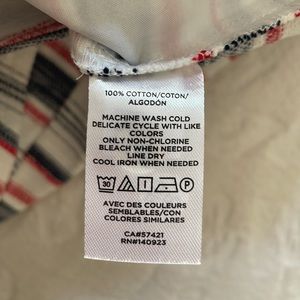 100% COTTON/COTON/
ALGODÓN
MACHINE WASH COLD
DELICATE CYCLE WITH LIKE
COLORS
ONLY NON-CHLORINE
BLEACH WHEN NEEDED
LINE DRY
COOL IRON WHEN NEEDED
30
AVEC DES COULEURS
SEMBLABLES/CON
COLORES SIMILARES
CA#57421
RN#140923